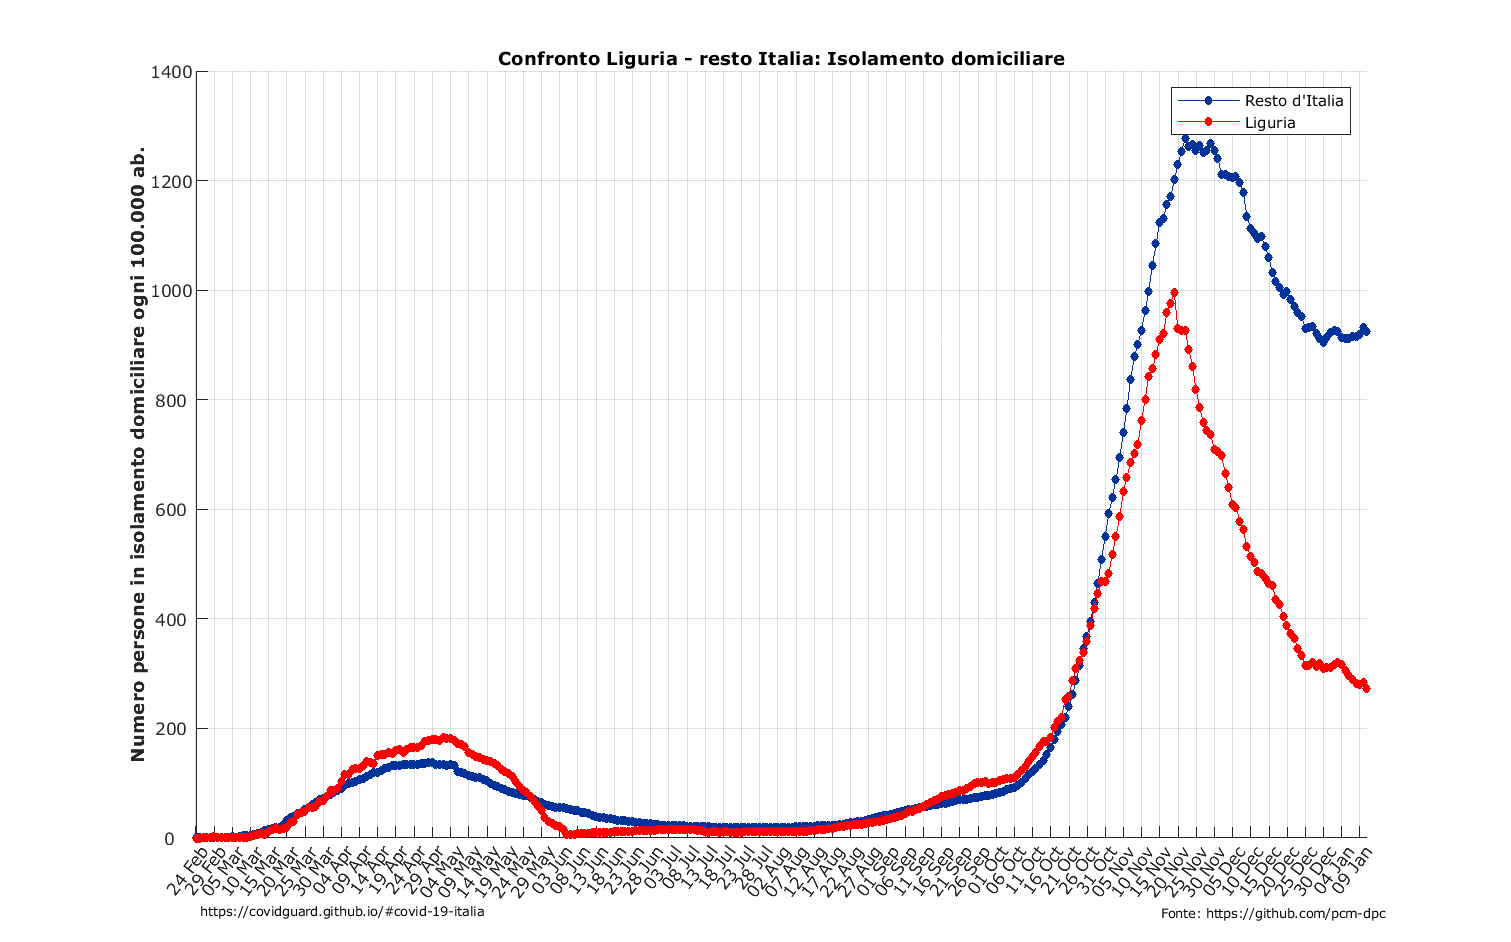 Confronto Liguria - resto Italia: Isolamento domiciliare
Numero persone in isolamento domiciliare ogni 100.000 ab.
1400
1200
1000
800
600
400
200
0
Resto d'Italia
Liguria
24 Feb
29 Feb
05 Mar
10 Mar
15 Mar
20 Mar
25 Mar
30 Mar
04 Apr
09 Apr
14 Apr
19 Apr
24 Apr
29 Apr
04 May
09 May
14 May
19 May
24 May
29 May
03 Jun
08 Jun
13 Jun
18 Jun
23 Jun
28 Jun
03 Jul
08 Jul
13 Jul
18 Jul
23 Jul
28 Jul
02 Aug
07 Aug
12 Aug
17 Aug
22 Aug
27 Aug
01 Sep
06 Sep
11 Sep
16 Sep
21 Sep
26 Sep
01 Oct
06 Oct
11 Oct
16 Oct
21 Oct
26 Oct
31 Oct
05 Nov
10 Nov
15 Nov
20 Nov
25 Nov
30 Nov
05 Dec
10 Dec
15 Dec
20 Dec
25 Dec
30 Dec
04 Jan
09 Jan
https://covidguard.github.io/#covid-19-italia
Fonte: https://github.com/pcm-dpc